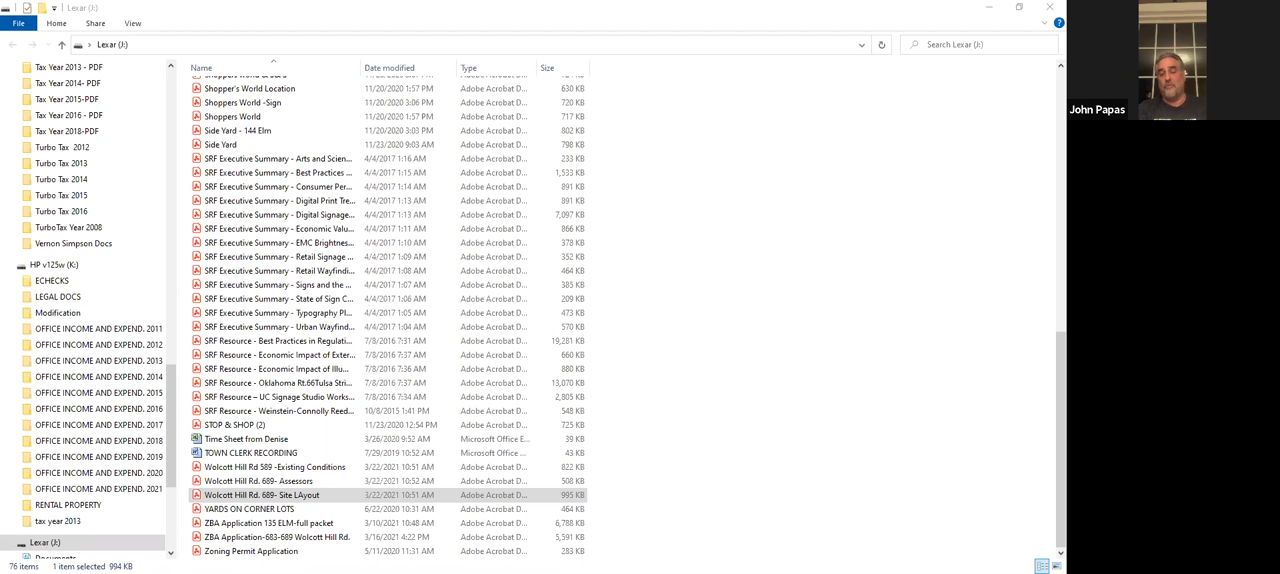 Lexar (J:)
File Home Share View
Lexar (J:)
Search Lexar (J:)
Name Date modified Type Size
Tax Year 2013 - PDF
Tax Year 2014- PDF
Tax Year 2015-PDF
Tax Year 2016 - PDF
Tax Year 2018-PDF
Turbo Tax 2012
Turbo Tax 2013
Turbo Tax 2014
Turbo Tax 2015
Turbo Tax 2016
TurboTax Year 2008
Vernon Simpson Docs
HP v125w (K:)
ECHECKS
LEGAL DOCS
Modification
OFFICE INCOME AND EXPEND. 2011
OFFICE INCOME AND EXPEND. 2012
OFFICE INCOME AND EXPEND. 2013
OFFICE INCOME AND EXPEND. 2014
OFFICE INCOME AND EXPEND. 2015
OFFICE INCOME AND EXPEND. 2016
OFFICE INCOME AND EXPEND. 2017
OFFICE INCOME AND EXPEND. 2018
OFFICE INCOME AND EXPEND. 2019
OFFICE INCOME AND EXPEND. 2020
OFFICE INCOME AND EXPEND. 2021
RENTAL PROPERTY
tax year 2013
Lexar (J:)
Documents
Shopper's World Location 11/20/2020 1:57 PM Adobe Acrobat D... 630 KB
Shoppers World -Sign 11/20/2020 3:06 PM Adobe Acrobat D... 720 KB
Shoppers World 11/20/2020 1:57 PM Adobe Acrobat D... 717 KB
Side Yard - 144 Elm 11/20/2020 3:03 PM Adobe Acrobat D... 802 KB
Side Yard 11/23/2020 9:03 AM Adobe Acrobat D... 798 KB
SRF Executive Summary - Arts and Scien... 4/4/2017 1:16 AM Adobe Acrobat D... 233 KB
SRF Executive Summary - Best Practices ... 4/4/2017 1:15 AM Adobe Acrobat D... 1,533 KB
SRF Executive Summary - Consumer Per... 4/4/2017 1:14 AM Adobe Acrobat D... 891 KB
SRF Executive Summary - Digital Print Tre... 4/4/2017 1:13 AM Adobe Acrobat D... 891 KB
SRF Executive Summary - Digital Signage... 4/4/2017 1:13 AM Adobe Acrobat D... 7,097 KB
SRF Executive Summary - Economic Valu... 4/4/2017 1:11 AM Adobe Acrobat D... 866 KB
SRF Executive Summary - EMC Brightnes... 4/4/2017 1:10 AM Adobe Acrobat D... 378 KB
SRF Executive Summary - Retail Signage ... 4/4/2017 1:09 AM Adobe Acrobat D... 352 KB
SRF Executive Summary - Retail Wayfindi... 4/4/2017 1:08 AM Adobe Acrobat D... 464 KB
SRF Executive Summary - Signs and the ... 4/4/2017 1:07 AM Adobe Acrobat D... 385 KB
SRF Executive Summary - State of Sign C... 4/4/2017 1:06 AM Adobe Acrobat D... 209 KB
SRF Executive Summary - Typography Pl... 4/4/2017 1:05 AM Adobe Acrobat D... 473 KB
SRF Executive Summary - Urban Wayfind... 4/4/2017 1:04 AM Adobe Acrobat D... 570 KB
SRF Resource - Best Practices in Regulati... 7/8/2016 7:31 AM Adobe Acrobat D... 19,281 KB
SRF Resource - Economic Impact of Exter... 7/8/2016 7:34 AM Adobe Acrobat D... 660 KB
SRF Resource - Economic Impact of Illu... 7/8/2016 7:36 AM Adobe Acrobat D... 880 KB
SRF Resource - Oklahoma Rt.66Tulsa Stri... 7/8/2016 7:37 AM Adobe Acrobat D... 13,070 KB
SRF Resource – UC Signage Studio Works... 7/8/2016 7:34 AM Adobe Acrobat D... 2,805 KB
SRF Resource - Weinstein-Connolly Reed... 10/8/2015 1:41 PM Adobe Acrobat D... 548 KB
STOP & SHOP (2) 11/23/2020 12:54 PM Adobe Acrobat D... 725 KB
Time Sheet from Denise 3/26/2020 9:52 AM Microsoft Office E... 39 KB
TOWN CLERK RECORDING 7/29/2019 10:52 AM Microsoft Office ... 43 KB
Wolcott Hill Rd 589 -Existing Conditions 3/22/2021 10:51 AM Adobe Acrobat D... 822 KB
Wolcott Hill Rd. 689- Assessors 3/22/2021 10:52 AM Adobe Acrobat D... 508 KB
Wolcott Hill Rd. 689- Site LAyout 3/22/2021 10:51 AM Adobe Acrobat D... 995 KB
YARDS ON CORNER LOTS 6/22/2020 10:31 AM Adobe Acrobat D... 464 KB
ZBA Application 135 ELM-full packet 3/10/2021 10:48 AM Adobe Acrobat D... 6,788 KB
ZBA Application-683-689 Wolcott Hill Rd. 3/16/2021 4:22 PM Adobe Acrobat D... 5,591 KB
Zoning Permit Application 5/11/2020 11:31 AM Adobe Acrobat D... 283 KB
76 items 1 item selected 994 KB
John Papas